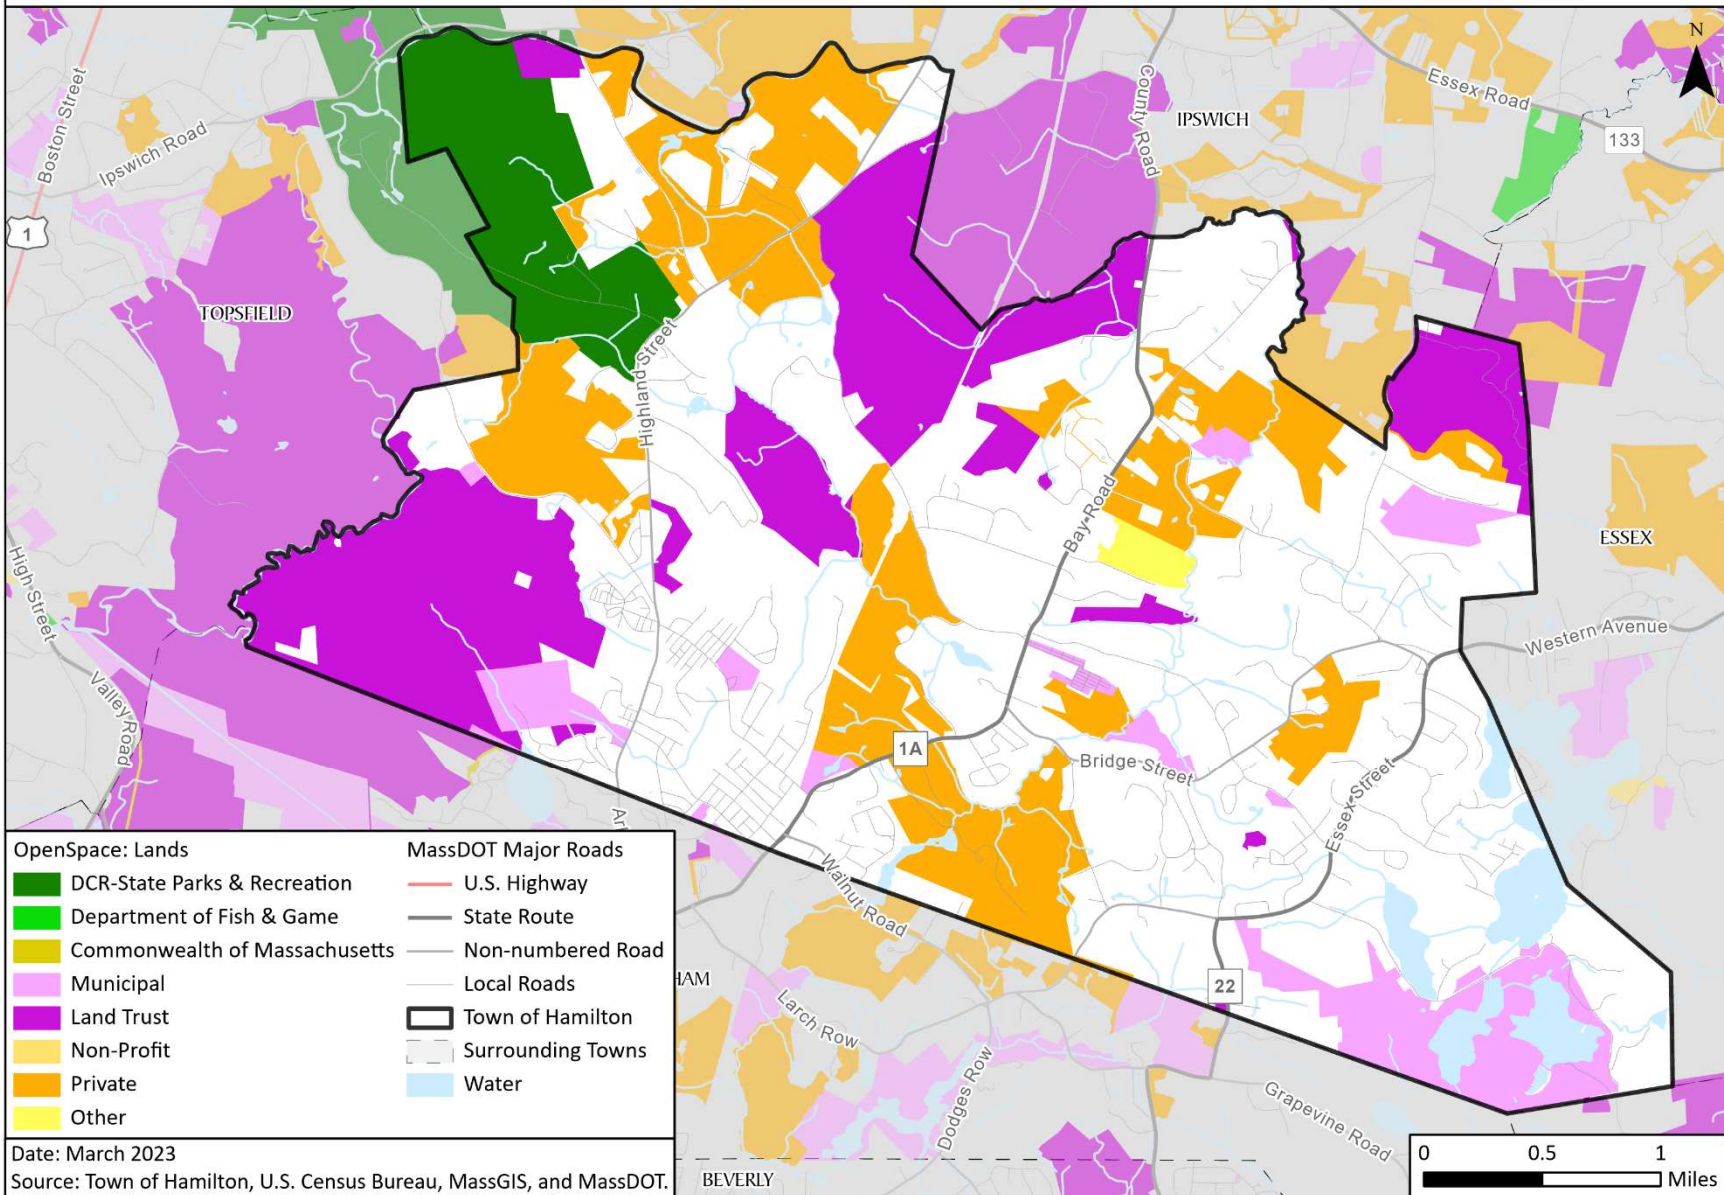 N
Boston Street
Ipswich Road
1
County Road
IPSWICH
Essex Road
133
TOPSFIELD
Highland Street
Bay Road
ESSEX
High Street
Valley Road
Western Avenue
1A
Bridge Street
Essex Street
Walnut Road
22
HAM
Larch Row
Dodges Row
Grapevine Road
BEVERLY
OpenSpace: Lands
DCR-State Parks & Recreation
Department of Fish & Game
Commonwealth of Massachusetts
Municipal
Land Trust
Non-Profit
Private
Other
MassDOT Major Roads
U.S. Highway
State Route
Non-numbered Road
Local Roads
Town of Hamilton
Surrounding Towns
Water
Date: March 2023
Source: Town of Hamilton, U.S. Census Bureau, MassGIS, and MassDOT.
0 0.5 1
Miles